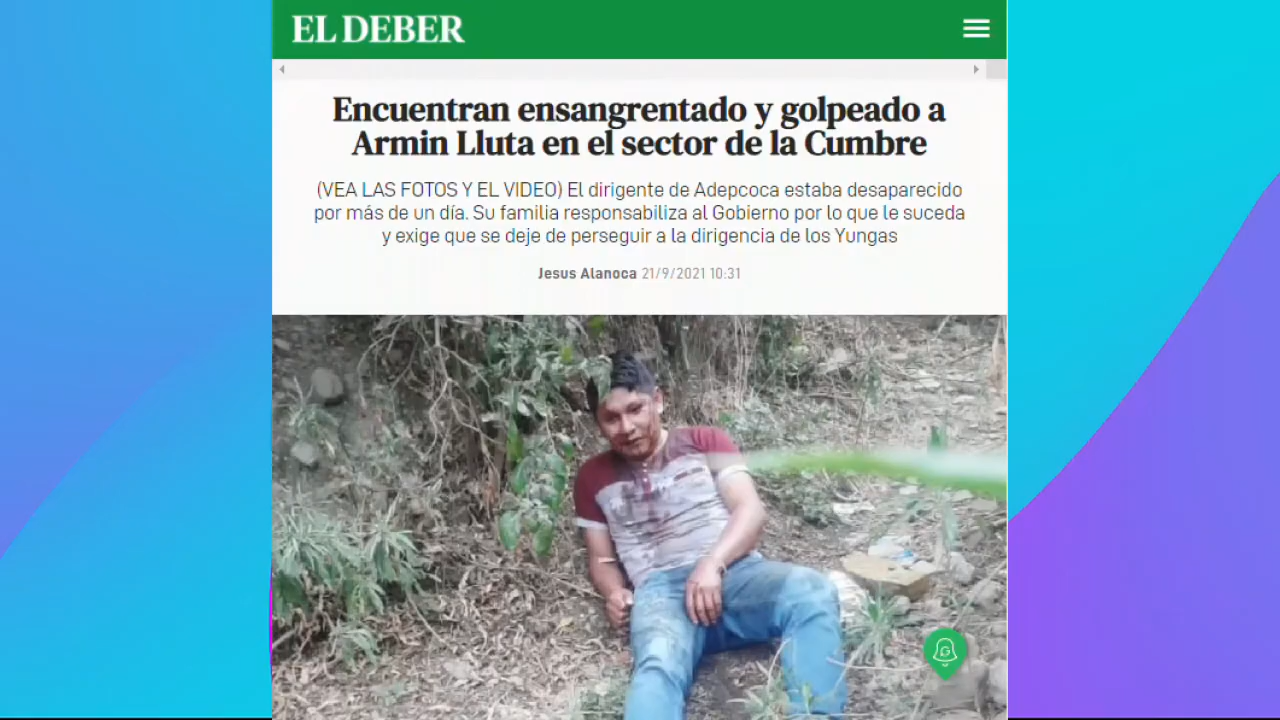 EL DEBER
Encuentran ensangrentado y golpeado a
Armin Lluta en el sector de la Cumbre
(VEA LAS FOTOS Y EL VIDEO) El dirigente de Adepcoca estaba desaparecido
por más de un día. Su familia responsabiliza al Gobierno por lo que le suceda
y exige que se deje de perseguir a la dirigencia de los Yungas
Jesus Alanoca 21/9/2021 10:31
G